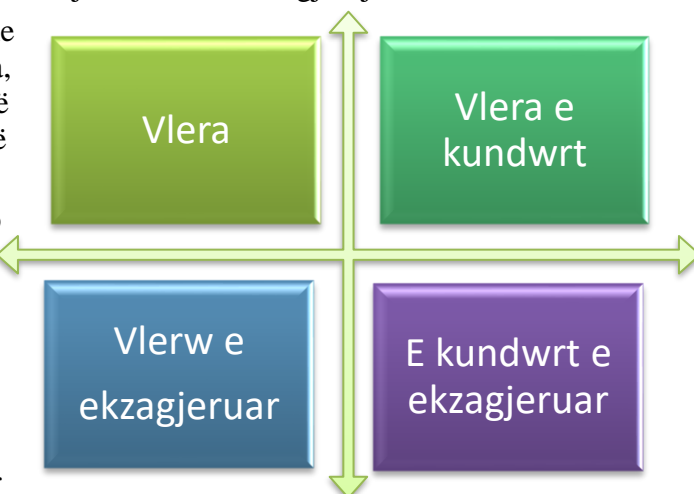 Vlera
Vlera e
kundwrt
Vlerw e
ekzagjeruar
E kundwrt e
ekzagjeruar